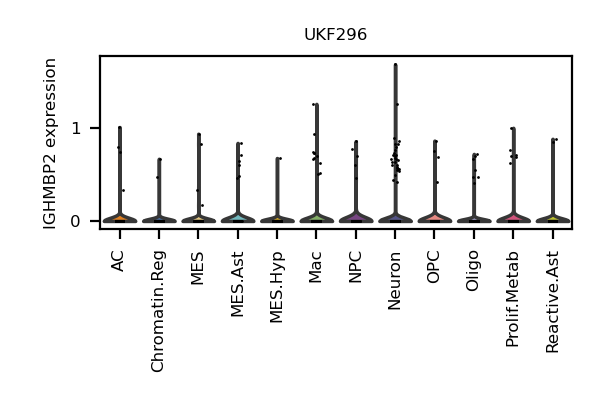 UKF296
IGHMBP2 expression
1
0
AC
Chromatin.Reg
MES
MES.Ast
MES.Hyp
Mac
NPC
Neuron
OPC
Oligo
Prolif.Metab
Reactive.Ast